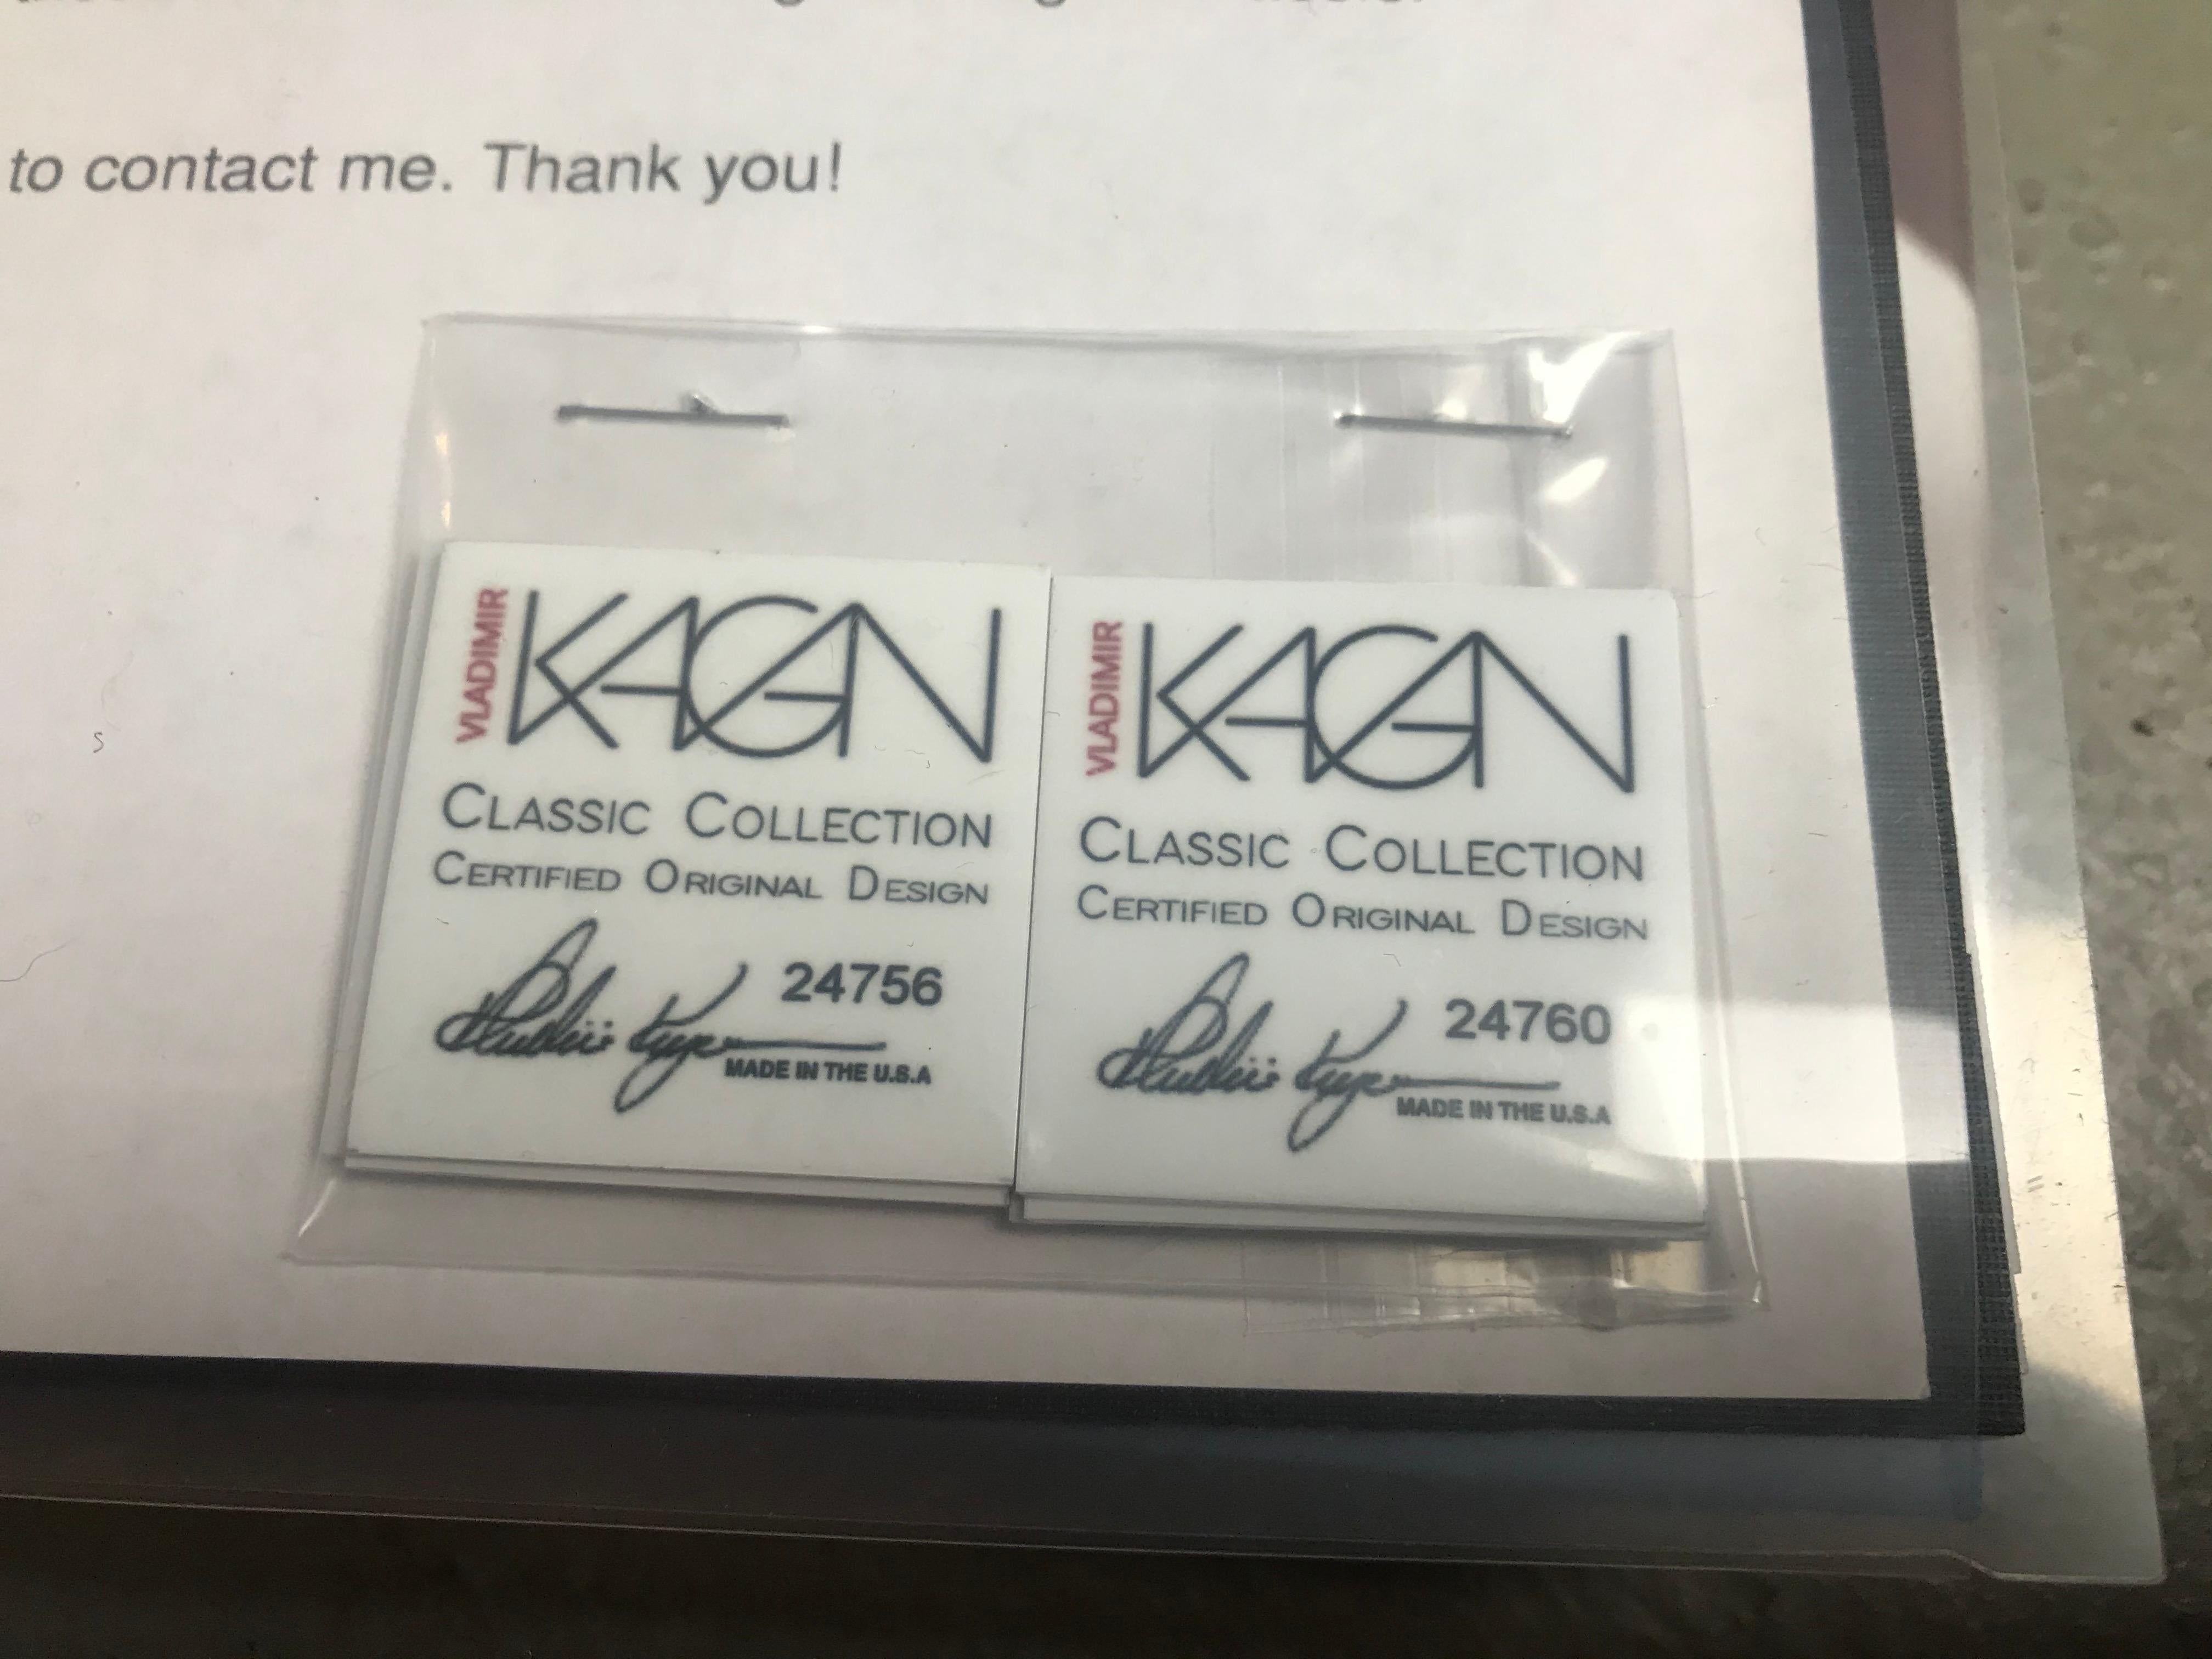 to contact me. Thank you!
VLADIMIR
KAGAN
CLASSIC COLLECTION
CERTIFIED ORIGINAL DESIGN
24756
MADE IN THE U.S.A
VLADIMIR
KAGAN
CLASSIC COLLECTION
CERTIFIED ORIGINAL DESIGN
24760
MADE IN THE U.S.A